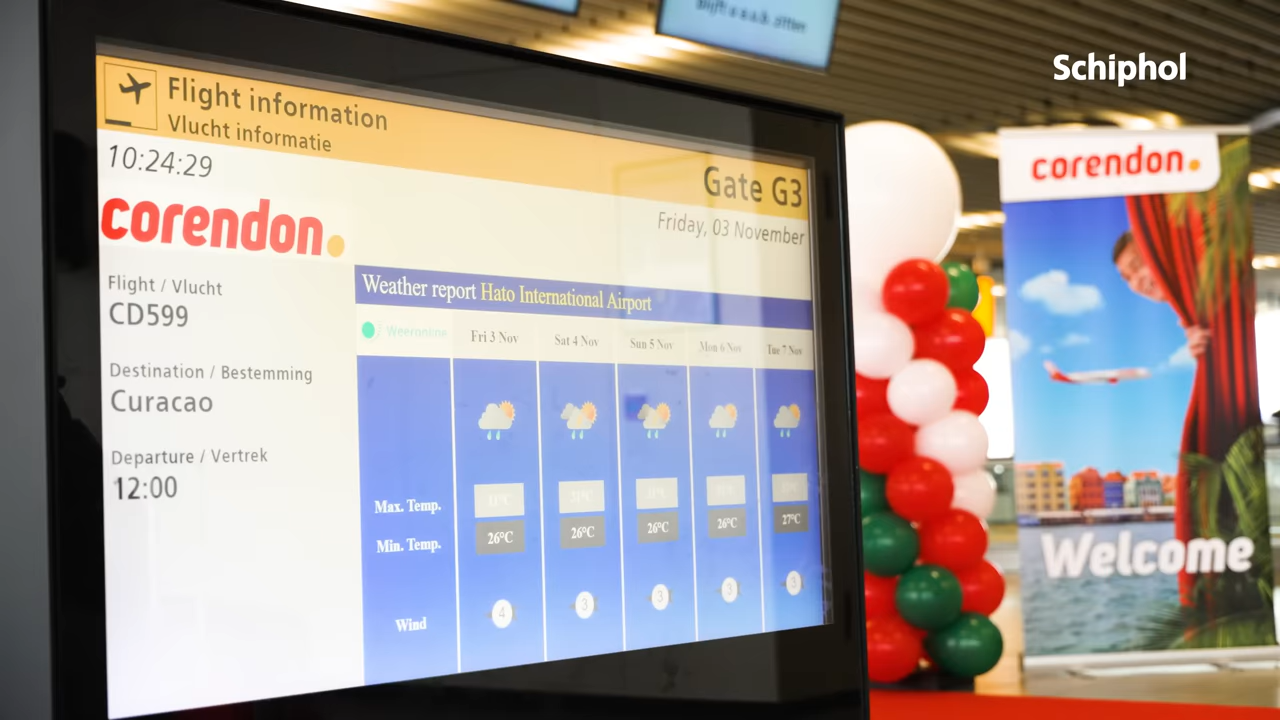 Schiphol
Flight information
Vlucht informatie
10:24:29
Gate G3
Friday, 03 November
corendon
Flight / Vlucht
CD599
Destination / Bestemming
Curacao
Departure / Vertrek
12:00
Weather report Hato International Airport
Weeronline
Fri 3 Nov
Sat 4 Nov
Sun 5 Nov
Mon 6 Nov
Tue 7 Nov
Max. Temp.
Min. Temp.
26°C
26°C
26°C
26°C
27°C
Wind
4
3
3
3
3
corendon
Welcome